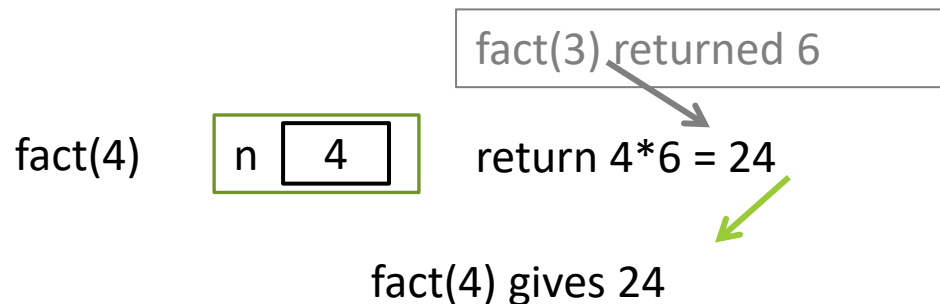 fact(3) returned 6
fact(4) n 4 return 4*6 = 24
fact(4) gives 24